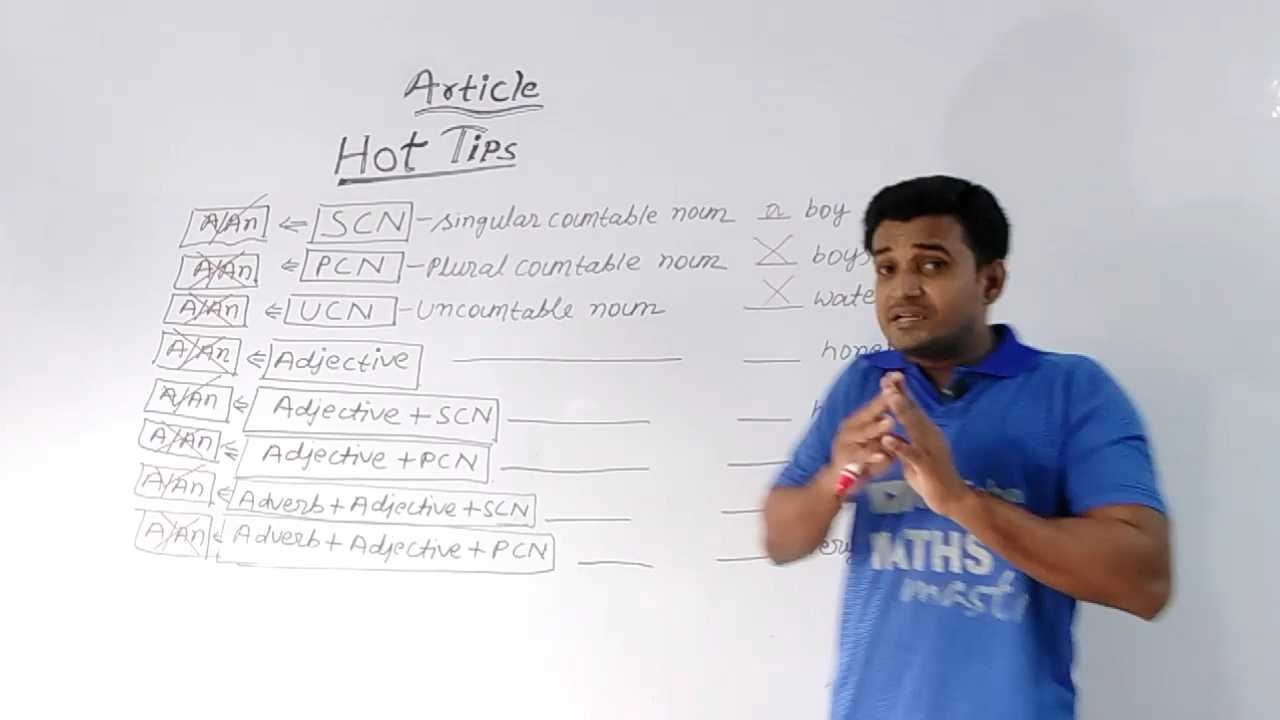 Article
Hot Tips
A/An ⇐ SCN - singular countable noun a boy
A/An ⇐ PCN - Plural countable noun X boys
A/An ⇐ UCN - Uncountable noun X wate
A/An ⇐ Adjective
A/An ⇐ Adjective + SCN
A/An ⇐ Adjective + PCN
A/An ⇐ Adverb + Adjective + SCN
A/An ⇐ Adverb + Adjective + PCN
MATHS